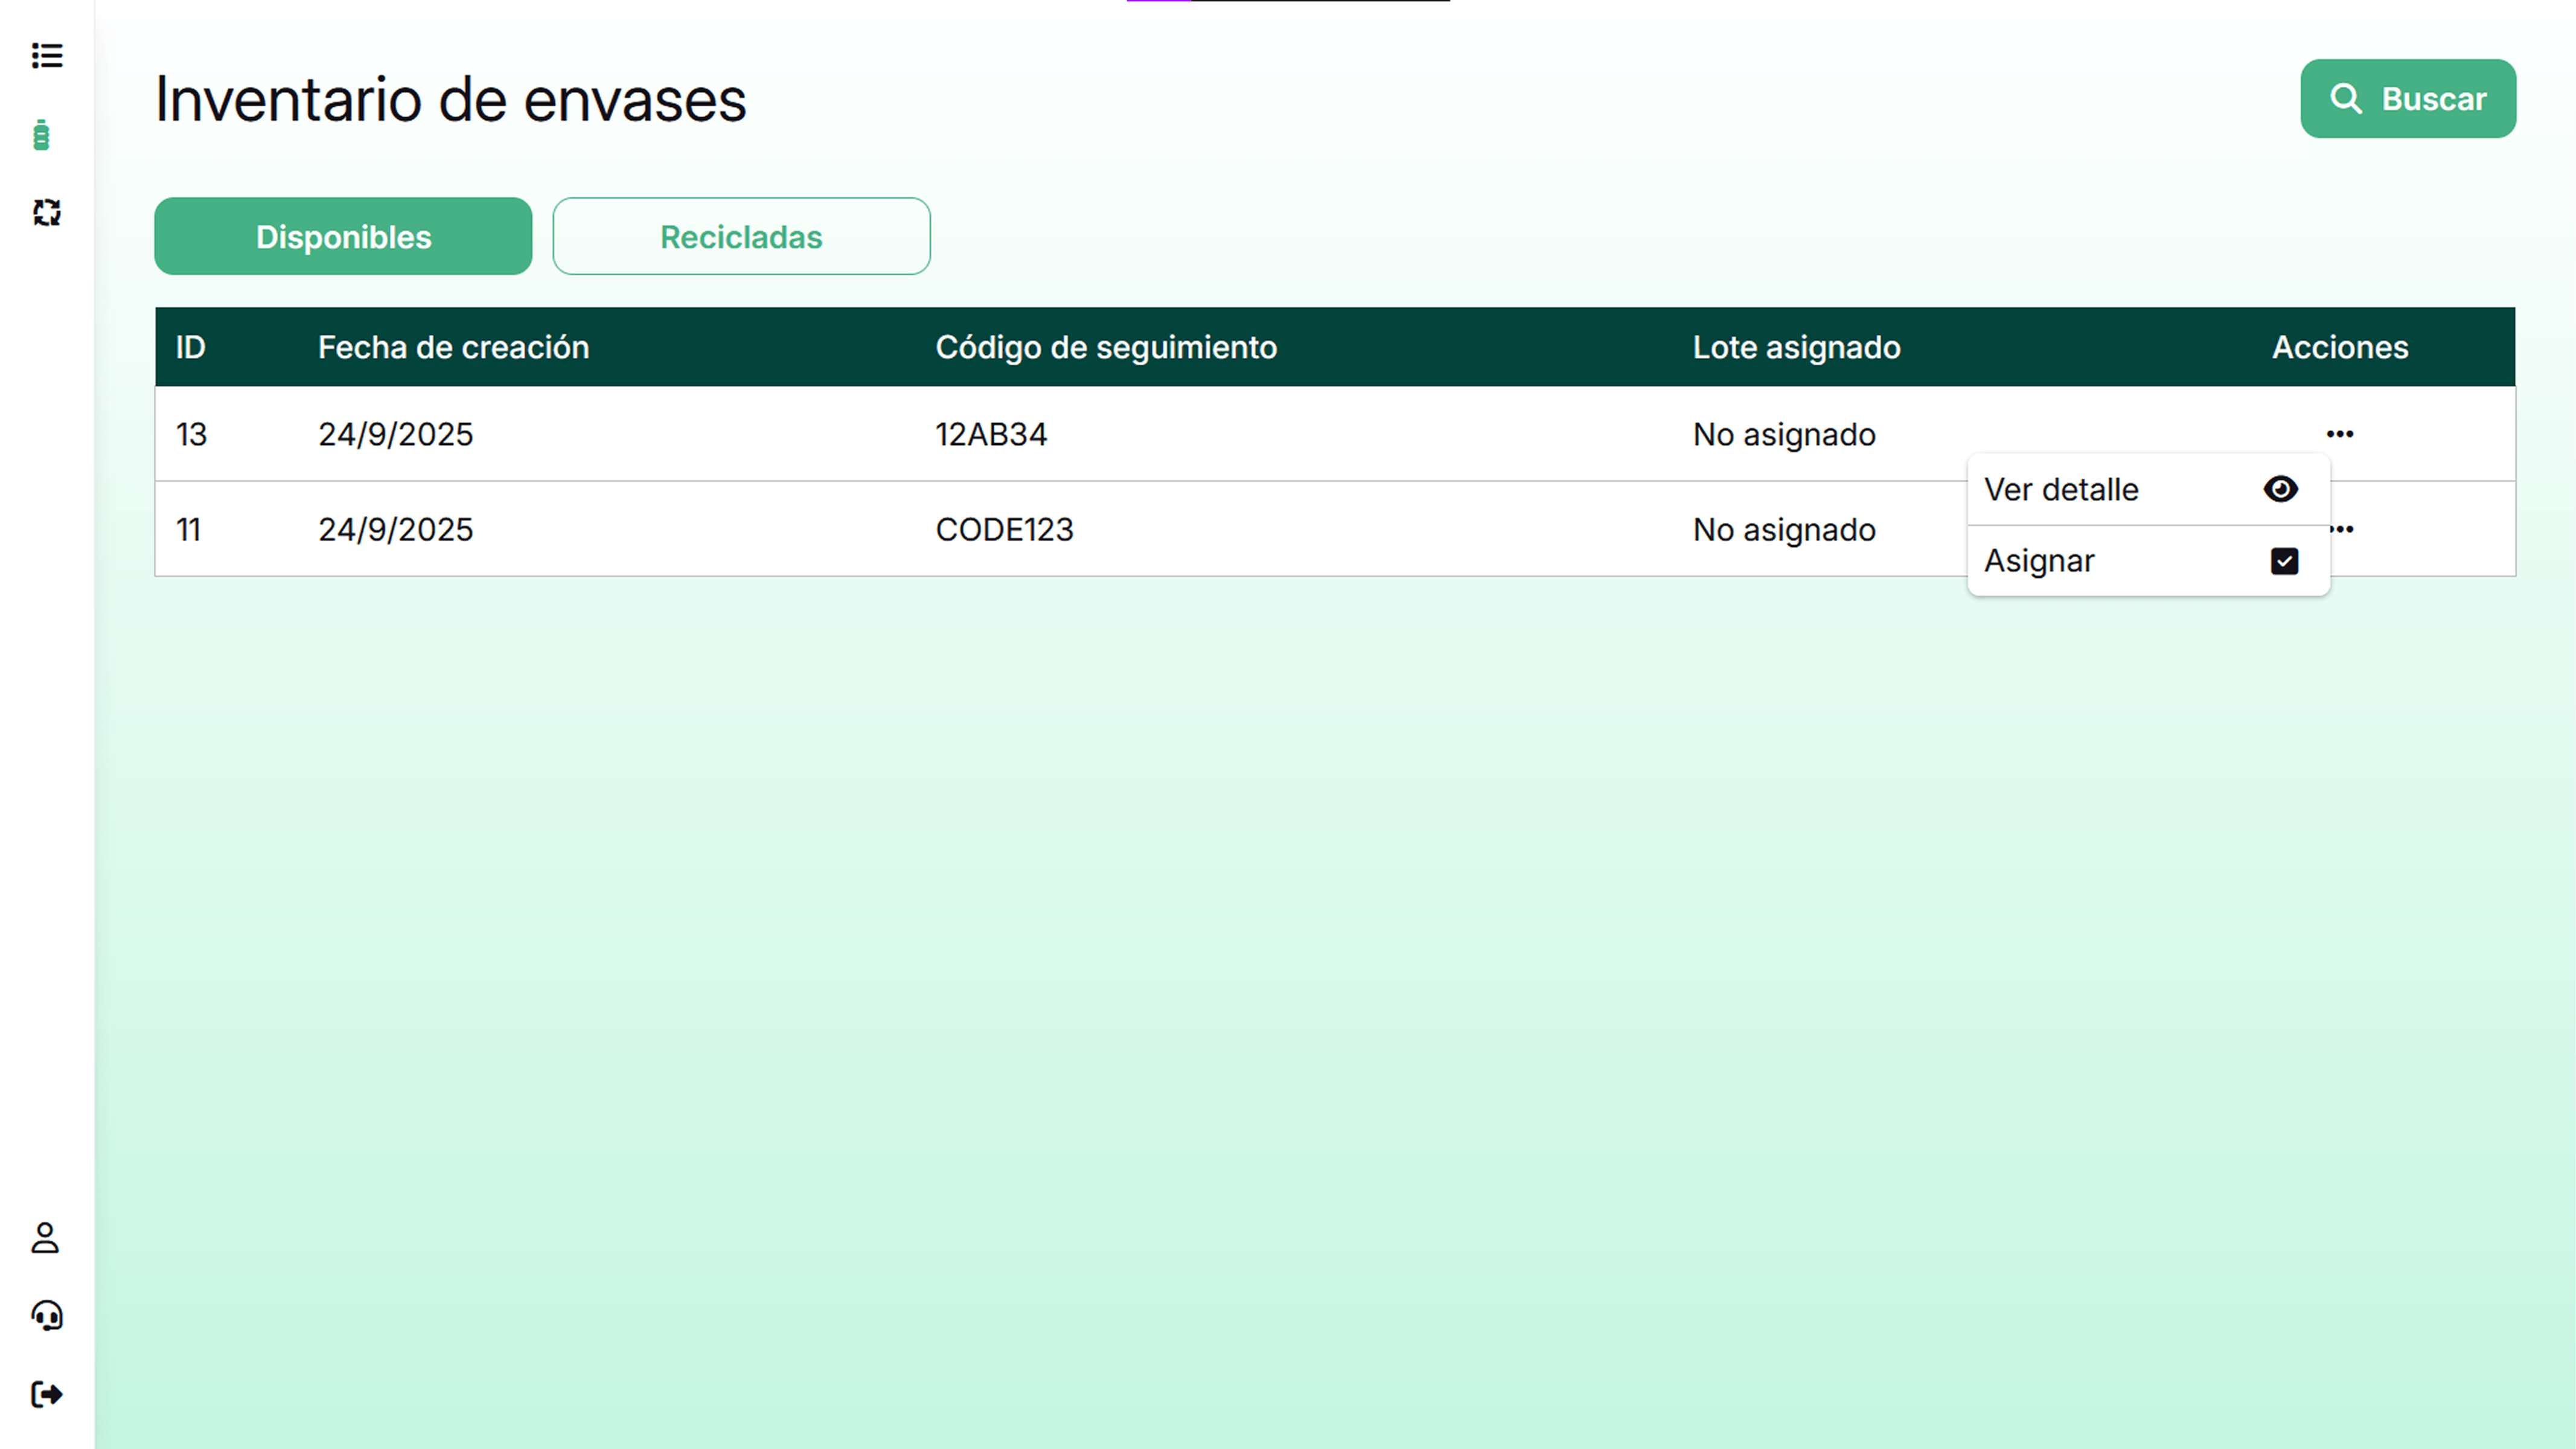 Inventario de envases
Buscar
Disponibles
Recicladas
ID Fecha de creación Código de seguimiento Lote asignado Acciones
13 24/9/2025 12AB34 No asignado
Ver detalle
11 24/9/2025 CODE123 No asignado
Asignar